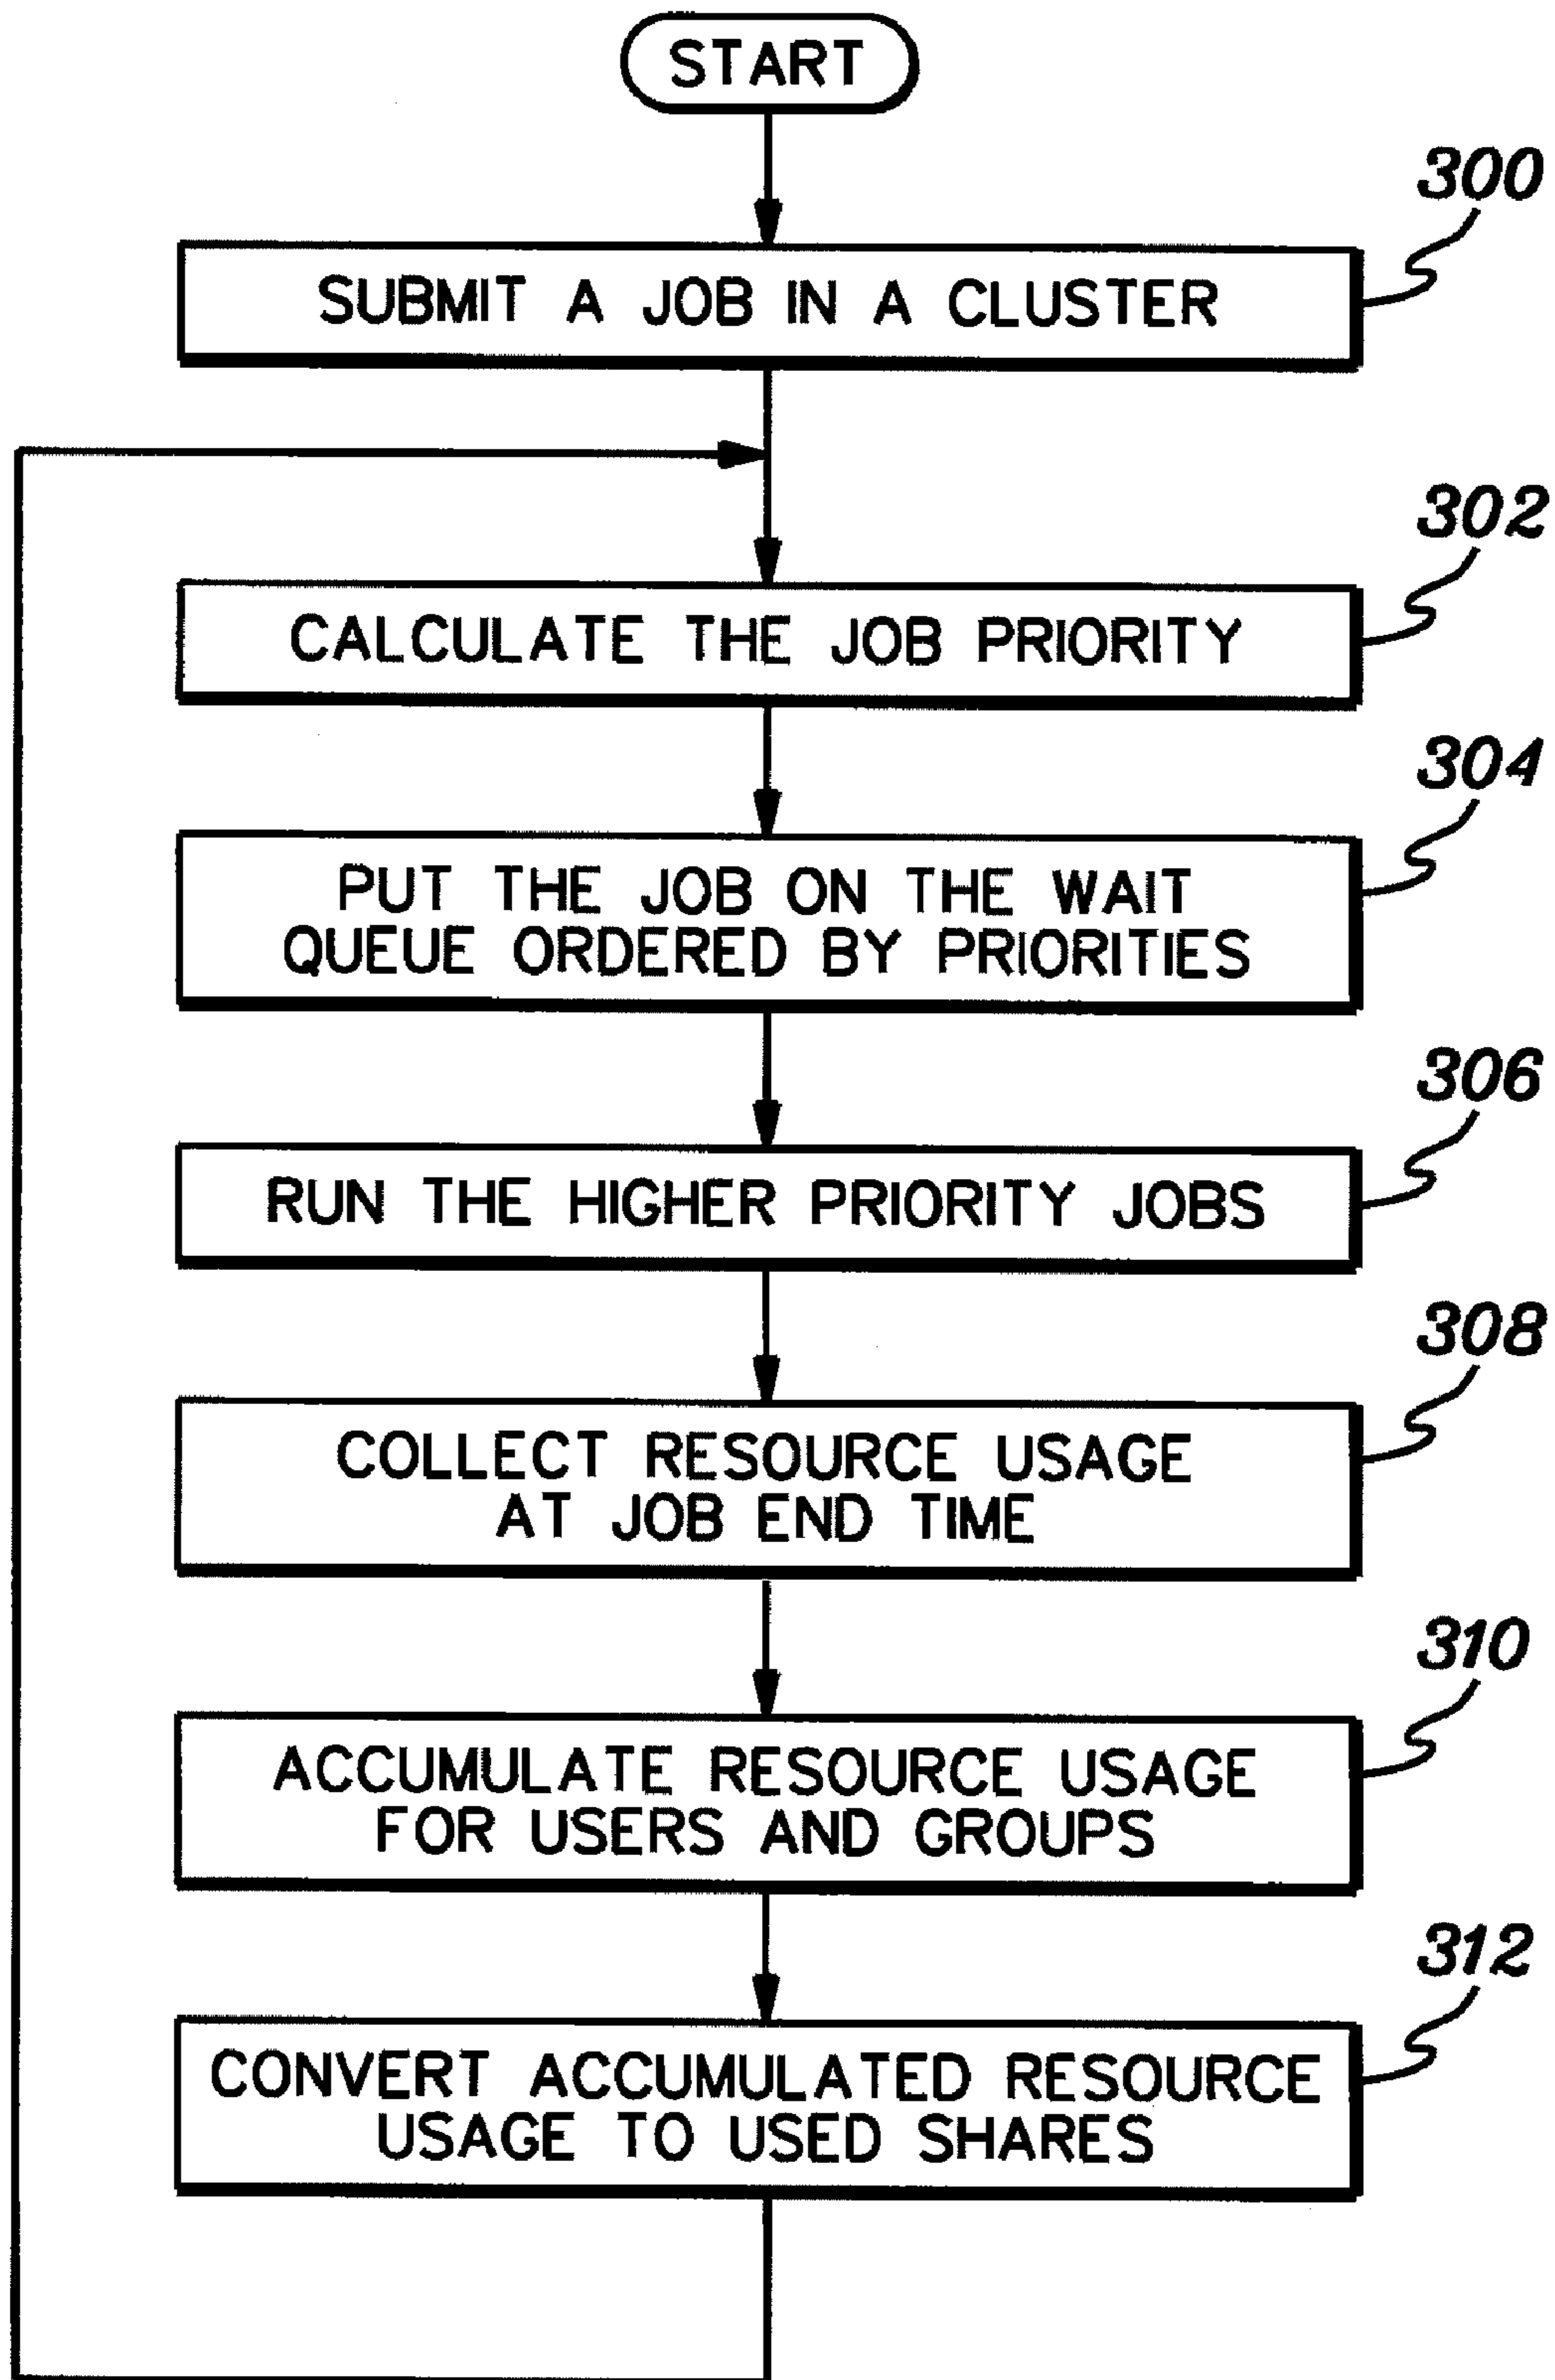 START
300
SUBMIT A JOB IN A CLUSTER
302
CALCULATE THE JOB PRIORITY
304
PUT THE JOB ON THE WAIT
QUEUE ORDERED BY PRIORITIES
306
RUN THE HIGHER PRIORITY JOBS
308
COLLECT RESOURCE USAGE
AT JOB END TIME
310
ACCUMULATE RESOURCE USAGE
FOR USERS AND GROUPS
312
CONVERT ACCUMULATED RESOURCE
USAGE TO USED SHARES